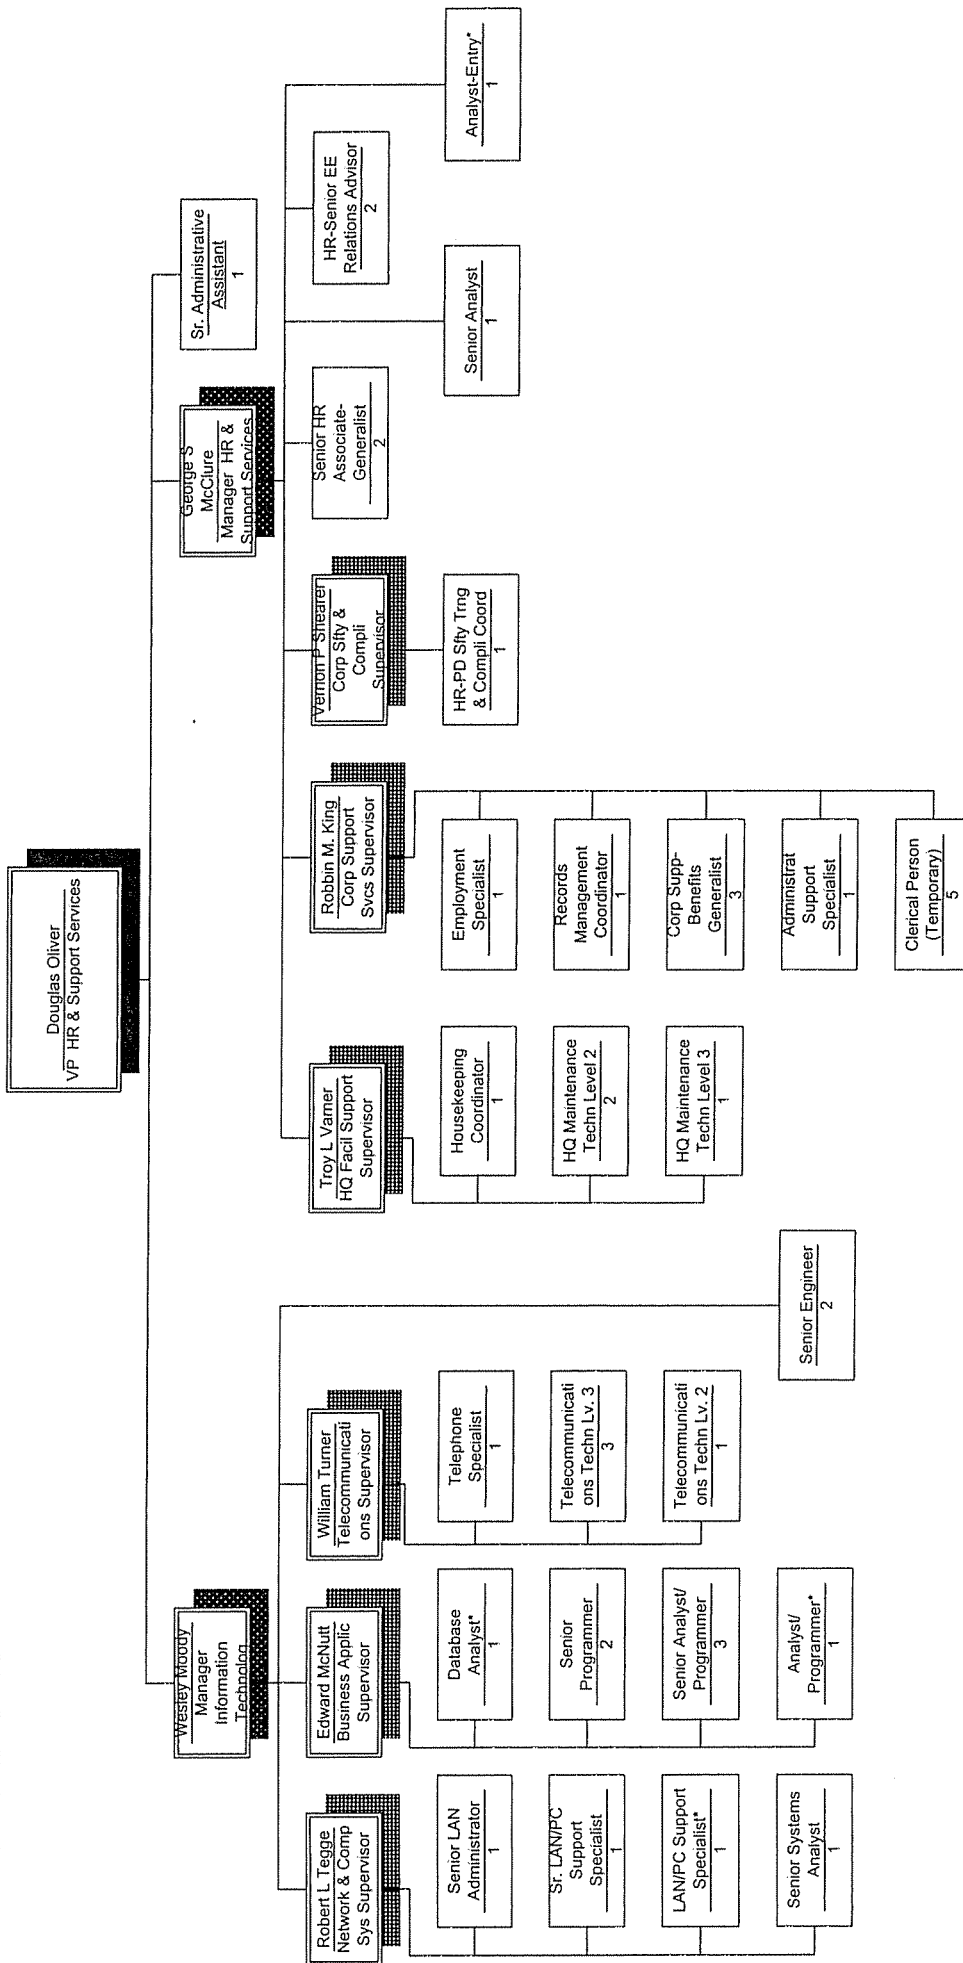 Douglas Oliver
VP HR & Support Services
Wesley Moody
Manager
Information
Technolog
George S
McClure
Manager HR &
Support Services
Sr. Administrative
Assistant
1
Robert L Tegge
Network & Comp
Sys Supervisor
Edward McNutt
Business Applic
Supervisor
William Turner
Telecommunicati
ons Supervisor
Troy L Varner
HQ Facil Support
Supervisor
Robbin M. King
Corp Support
Svcs Supervisor
Vernon P Shearer
Corp Sfty &
Compli
Supervisor
Senior HR
Associate-
Generalist
2
HR-Senior EE
Relations Advisor
2
Senior LAN
Administrator
1
Database
Analyst*
1
Telephone
Specialist
1
Housekeeping
Coordinator
1
Employment
Specialist
1
HR-PD Sfty Trng
& Compli Coord
1
Senior Analyst
1
Analyst-Entry*
1
Sr. LAN/PC
Support
Specialist
1
Senior
Programmer
2
Telecommunicati
ons Techn Lv. 3
3
HQ Maintenance
Techn Level 2
2
Records
Management
Coordinator
1
LAN/PC Support
Specialist*
1
Senior Analyst/
Programmer
3
Telecommunicati
ons Techn Lv. 2
1
HQ Maintenance
Techn Level 3
1
Corp Supp-
Benefits
Generalist
3
Senior Systems
Analyst
1
Analyst/
Programmer*
1
Senior Engineer
2
Administrat
Support
Specialist
1
Clerical Person
(Temporary)
5